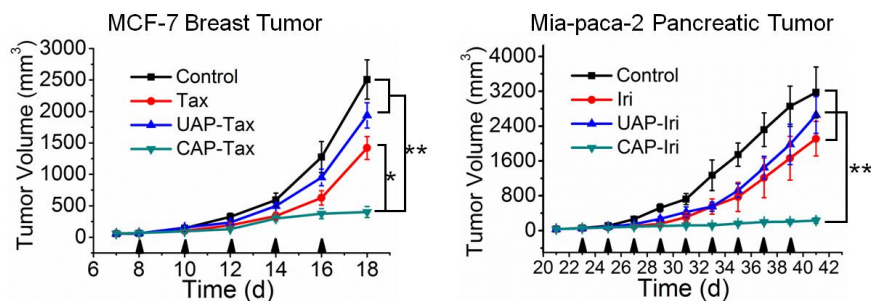 MCF-7 Breast Tumor
Tumor Volume (mm³)
3000
2500
2000
1500
1000
500
0
Control
Tax
UAP-Tax
CAP-Tax
*
**
6 8 10 12 14 16 18
Time (d)
Mia-paca-2 Pancreatic Tumor
Tumor Volume (mm³)
4000
3200
2400
1600
800
0
Control
Iri
UAP-Iri
CAP-Iri
**
20 22 24 26 28 30 32 34 36 38 40 42
Time (d)